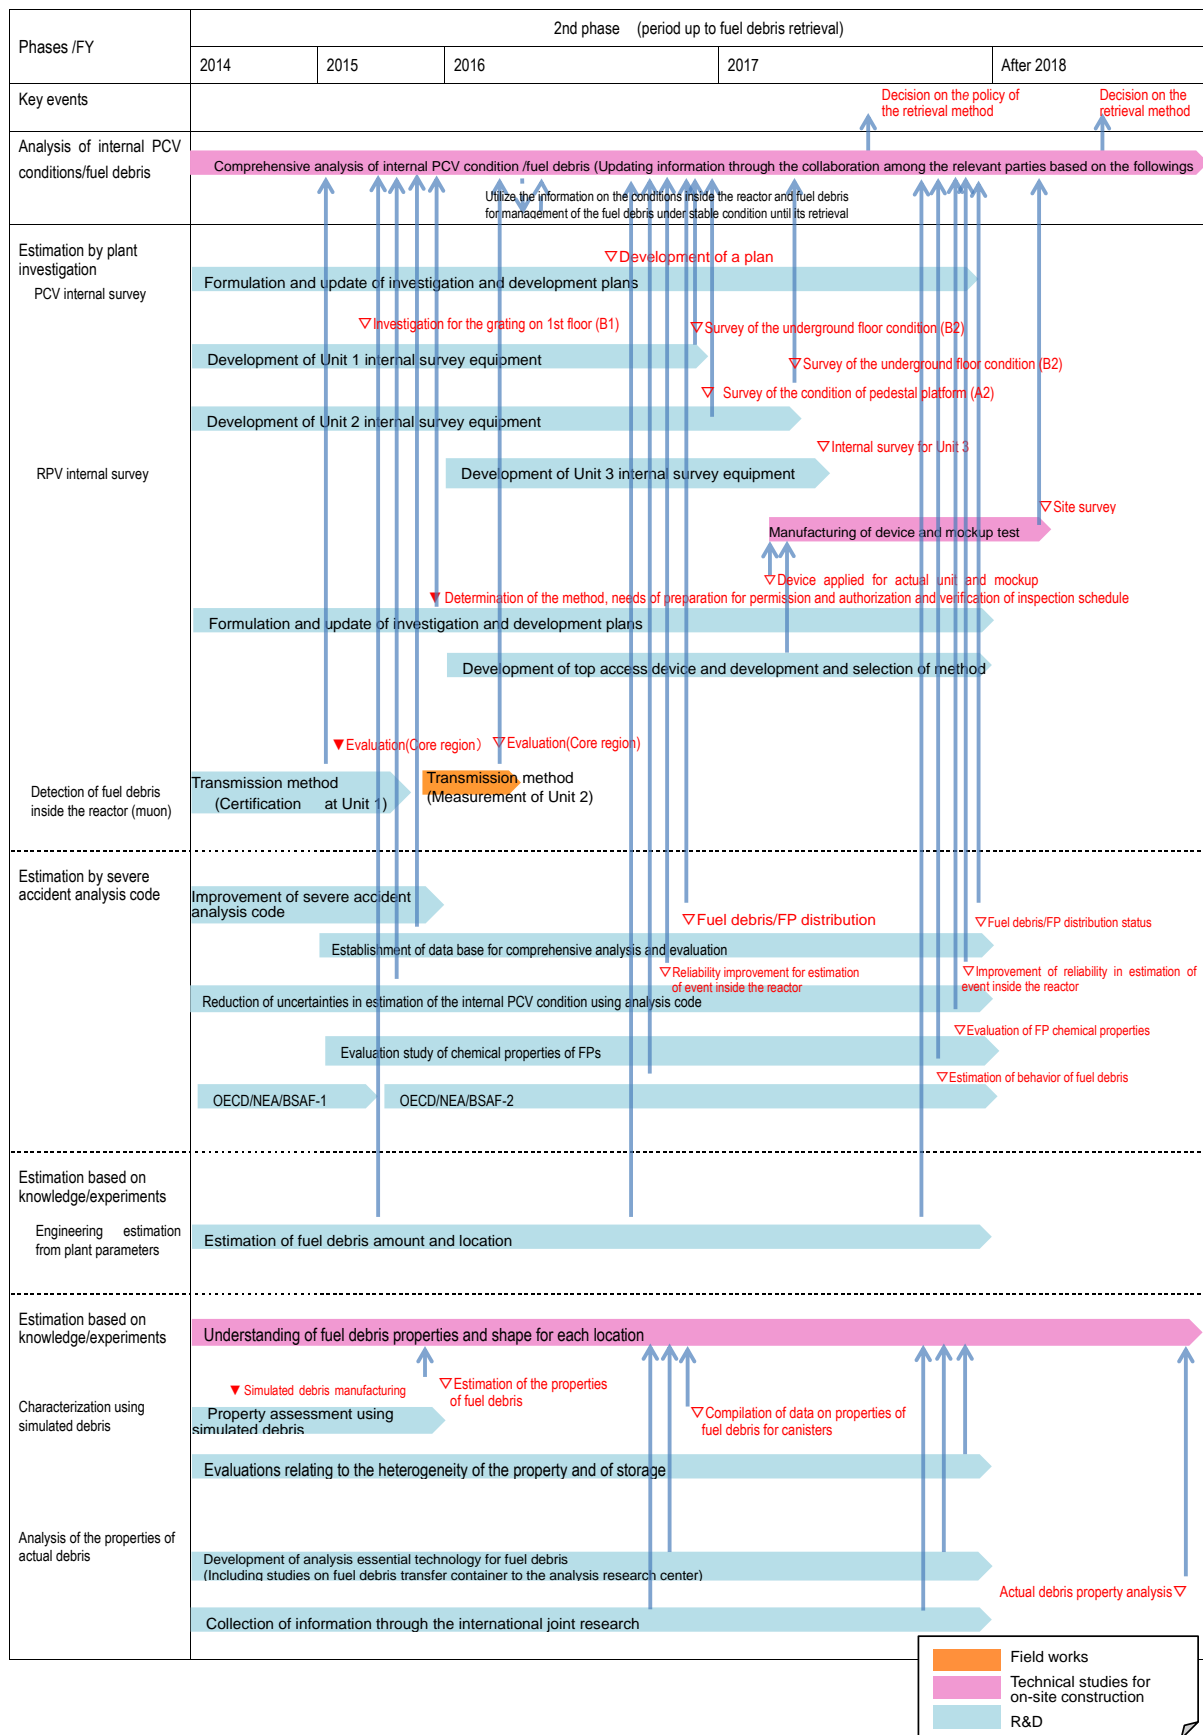 Phases /FY
2nd phase (period up to fuel debris retrieval)
2014
2015
2016
2017
After 2018
Key events
Decision on the policy of
the retrieval method
Decision on the
retrieval method
Analysis of internal PCV
conditions/fuel debris
Comprehensive analysis of internal PCV condition /fuel debris (Updating information through the collaboration among the relevant parties based on the followings
Utilize the information on the conditions inside the reactor and fuel debris
for management of the fuel debris under stable condition until its retrieval
Estimation by plant
investigation
PCV internal survey
▽Development of a plan
Formulation and update of investigation and development plans
▽Investigation for the grating on 1st floor (B1)
▽Survey of the underground floor condition (B2)
Development of Unit 1 internal survey equipment
▽Survey of the underground floor condition (B2)
▽ Survey of the condition of pedestal platform (A2)
Development of Unit 2 internal survey equipment
▽Internal survey for Unit 3
RPV internal survey
Development of Unit 3 internal survey equipment
▽Site survey
Manufacturing of device and mockup test
▽Device applied for actual unit and mockup
▼ Determination of the method, needs of preparation for permission and authorization and verification of inspection schedule
Formulation and update of investigation and development plans
Development of top access device and development and selection of method
▼Evaluation(Core region)
▽Evaluation(Core region)
Detection of fuel debris
inside the reactor (muon)
Transmission method
(Certification at Unit 1)
Transmission method
(Measurement of Unit 2)
Estimation by severe
accident analysis code
Improvement of severe accident
analysis code
▽Fuel debris/FP distribution
▽Fuel debris/FP distribution status
Establishment of data base for comprehensive analysis and evaluation
▽Reliability improvement for estimation
of event inside the reactor
▽Improvement of reliability in estimation of
event inside the reactor
Reduction of uncertainties in estimation of the internal PCV condition using analysis code
▽Evaluation of FP chemical properties
Evaluation study of chemical properties of FPs
▽Estimation of behavior of fuel debris
OECD/NEA/BSAF-1
OECD/NEA/BSAF-2
Estimation based on
knowledge/experiments
Engineering estimation
from plant parameters
Estimation of fuel debris amount and location
Estimation based on
knowledge/experiments
Understanding of fuel debris properties and shape for each location
▼ Simulated debris manufacturing
▽Estimation of the properties
of fuel debris
Characterization using
simulated debris
Property assessment using
simulated debris
▽Compilation of data on properties of
fuel debris for canisters
Evaluations relating to the heterogeneity of the property and of storage
Analysis of the properties of
actual debris
Development of analysis essential technology for fuel debris
(Including studies on fuel debris transfer container to the analysis research center)
Actual debris property analysis▽
Collection of information through the international joint research
Field works
Technical studies for
on-site construction
R&D